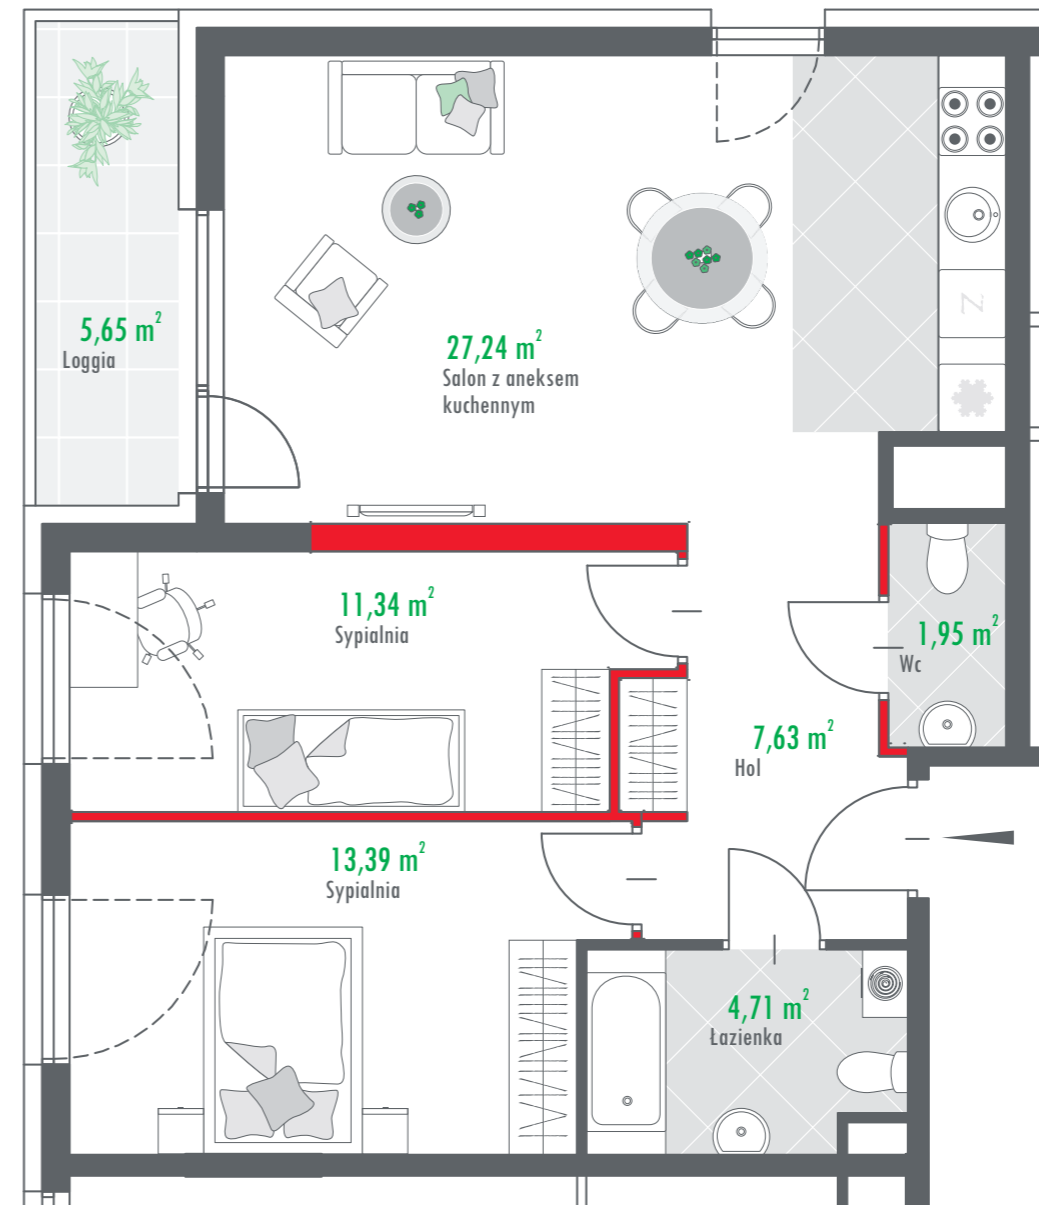 5,65 m²
Loggia
27,24 m²
Salon z aneksem
kuchennym
11,34 m²
Sypialnia
1,95 m²
Wc
7,63 m²
Hol
13,39 m²
Sypialnia
4,71 m²
Łazienka
Z